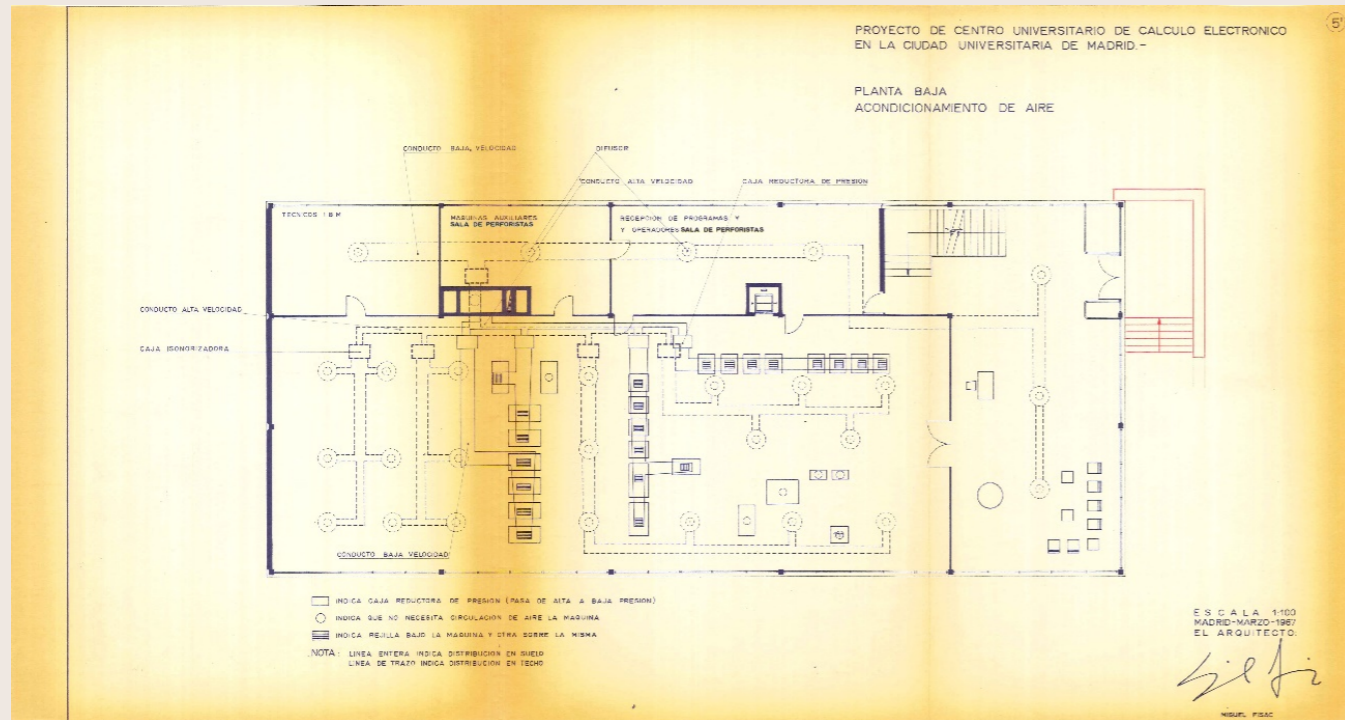 5'
PROYECTO DE CENTRO UNIVERSITARIO DE CALCULO ELECTRONICO
EN LA CIUDAD UNIVERSITARIA DE MADRID.-
PLANTA BAJA
ACONDICIONAMIENTO DE AIRE
CONDUCTO BAJA, VELOCIDAD
DIFUSOR
CONDUCTO ALTA VELOCIDAD
CAJA REDUCTORA DE PRESION
TECNICOS I B M
MAQUINAS AUXILIARES
SALA DE PERFORISTAS
RECEPCION DE PROGRAMAS Y
Y OPERADORES SALA DE PERFORISTAS
CONDUCTO ALTA VELOCIDAD
CAJA ISONORIZADORA
CONDUCTO BAJA VELOCIDAD
INDICA CAJA REDUCTORA DE PRESION (PASA DE ALTA A BAJA PRESION)
INDICA QUE NO NECESITA CIRCULACION DE AIRE LA MAQUINA
INDICA REJILLA BAJO LA MAQUINA Y OTRA SOBRE LA MISMA
NOTA: LINEA ENTERA INDICA DISTRIBUCION EN SUELO
LINEA DE TRAZO INDICA DISTRIBUCION EN TECHO
ESCALA 1:100
MADRID-MARZO-1967
EL ARQUITECTO:
MIGUEL FISAC